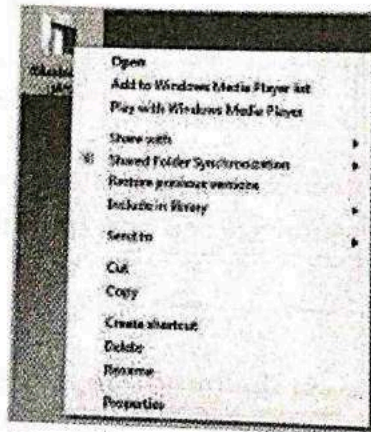 Open
Add to Windows Media Player list
Play with Windows Media Player
Share with
Shared Folder Synchronization
Restore previous versions
Include in library
Send to
Cut
Copy
Create shortcut
Delete
Rename
Properties